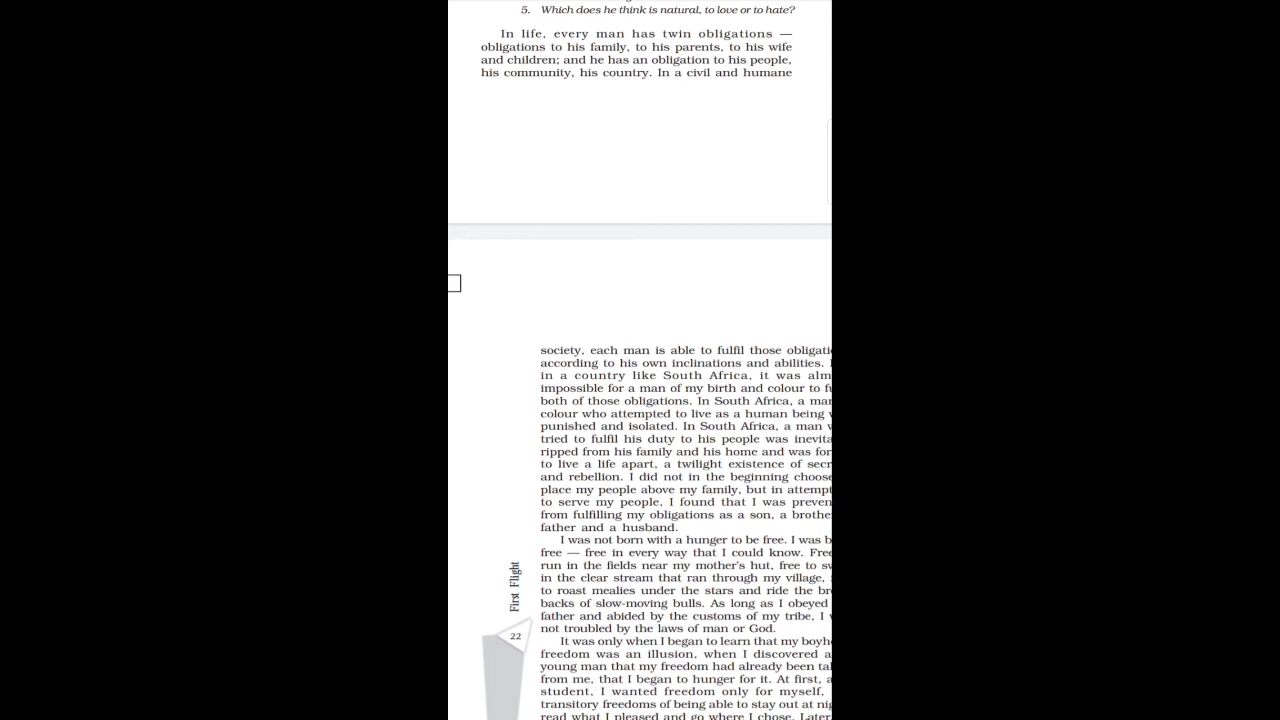 5. Which does he think is natural, to love or to hate?
In life, every man has twin obligations —
obligations to his family, to his parents, to his wife
and children; and he has an obligation to his people,
his community, his country. In a civil and humane
society, each man is able to fulfil those
according to his own inclinations and abilities.
in a country like South Africa, it was
impossible for a man of my birth and colour to
both of those obligations. In South Africa, a
colour who attempted to live as a human being
punished and isolated. In South Africa, a man
tried to fulfil his duty to his people was
ripped from his family and his home and was
to live a life apart, a twilight existence of
and rebellion. I did not in the beginning choose
place my people above my family, but in
to serve my people, I found that I was
from fulfilling my obligations as a son, a
father and a husband.
I was not born with a hunger to be free. I was
free — free in every way that I could know.
run in the fields near my mother's hut, free to
in the clear stream that ran through my village,
to roast mealies under the stars and ride the
backs of slow-moving bulls. As long as I obeyed
father and abided by the customs of my tribe, I
not troubled by the laws of man or God.
It was only when I began to learn that my
freedom was an illusion, when I discovered
young man that my freedom had already been
from me, that I began to hunger for it. At first,
student, I wanted freedom only for myself,
transitory freedoms of being able to stay out at
read what I pleased and go where I chose. Later
First Flight
22